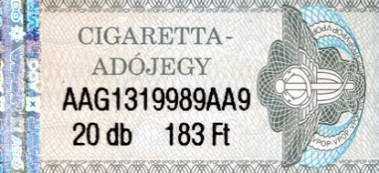 CIGARETTA-
ADÓJEGY
AAG1319989AA9
20 db 183 Ft